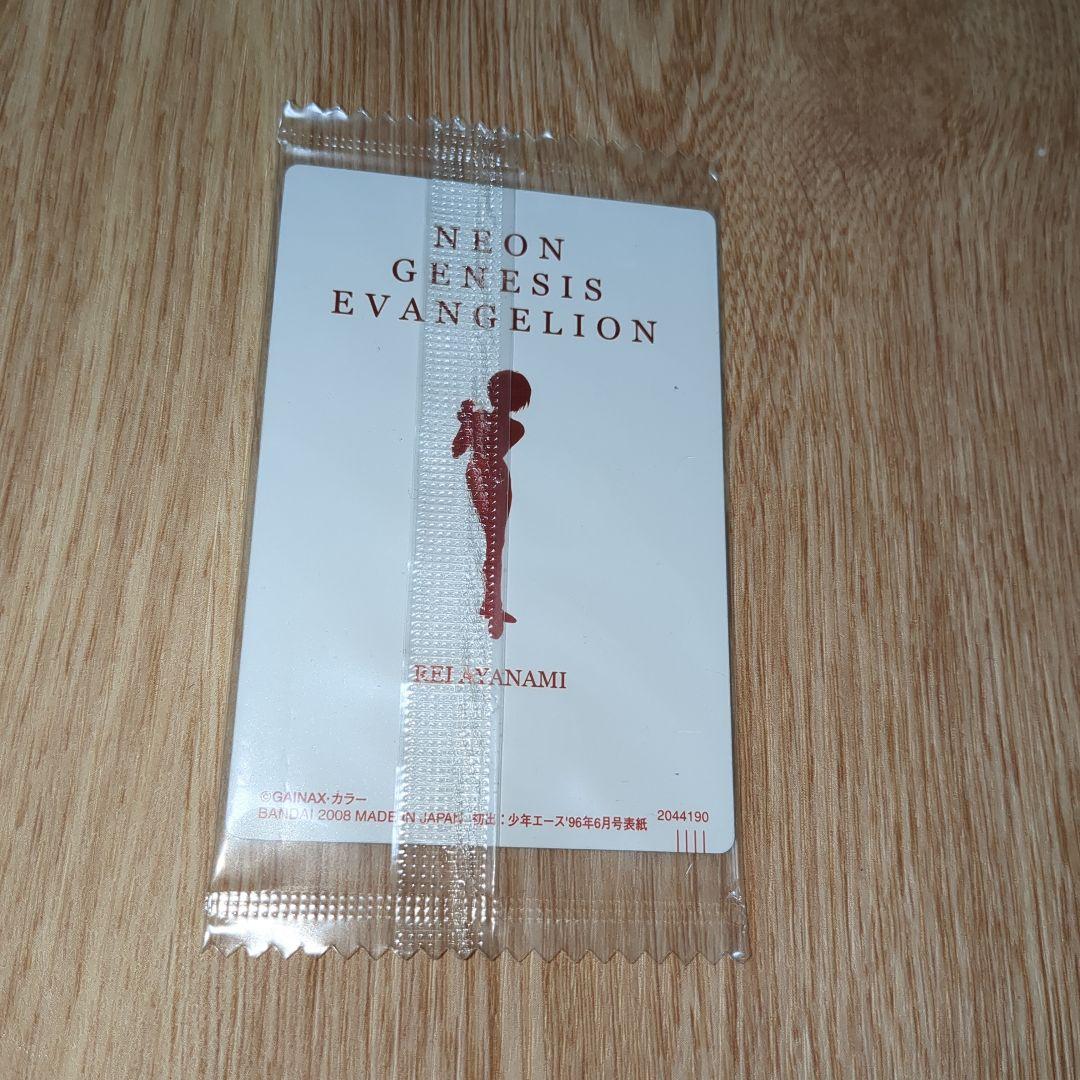 NEON
GENESIS
EVANGELION
REI AYANAMI
©GAINAX・カラー
BANDAI 2008 MADE IN JAPAN 初出：少年エース'96年6月号表紙 2044190